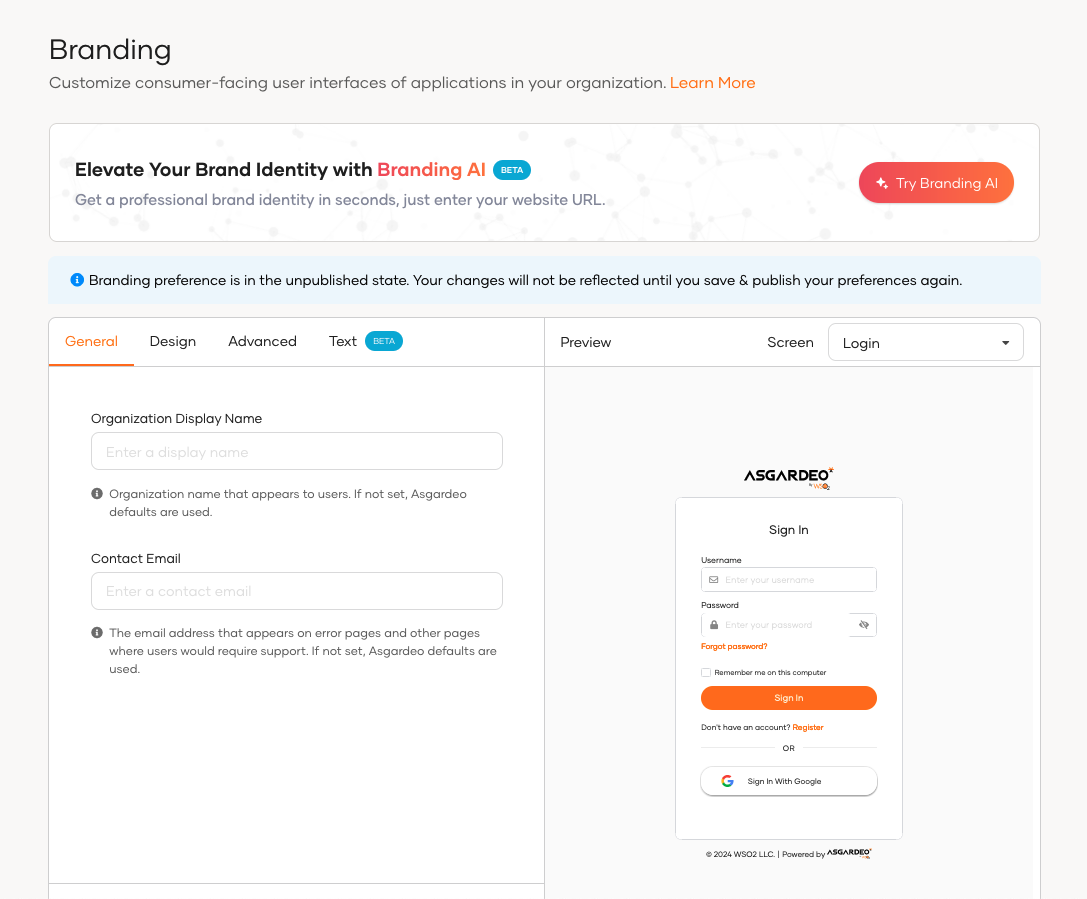 Branding
Customize consumer-facing user interfaces of applications in your organization. Learn More
Elevate Your Brand Identity with Branding AI BETA
Get a professional brand identity in seconds, just enter your website URL.
Try Branding AI
Branding preference is in the unpublished state. Your changes will not be reflected until you save & publish your preferences again.
General Design Advanced Text BETA
Organization Display Name
Enter a display name
Organization name that appears to users. If not set, Asgardeo
defaults are used.
Contact Email
Enter a contact email
The email address that appears on error pages and other pages
where users would require support. If not set, Asgardeo defaults are
used.
Preview Screen Login
ASGARDEO
by WSO2
Sign In
Username
Enter your username
Password
Enter your password
Forgot password?
Remember me on this computer
Sign In
Don't have an account? Register
OR
Sign In With Google
© 2024 WSO2 LLC. | Powered by ASGARDEO